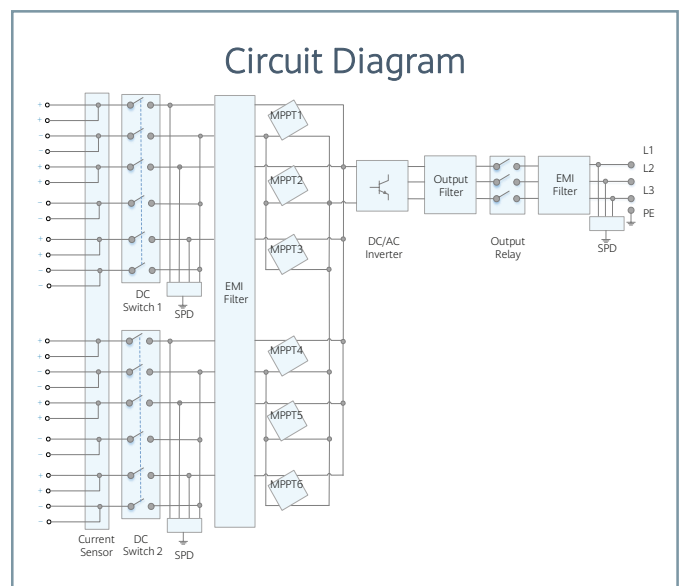 Circuit Diagram
MPPT1
MPPT2
MPPT3
MPPT4
MPPT5
MPPT6
EMI
Filter
DC
Switch 1
SPD
Current
Sensor
DC
Switch 2
SPD
DC/AC
Inverter
Output
Filter
Output
Relay
EMI
Filter
SPD
L1
L2
L3
PE